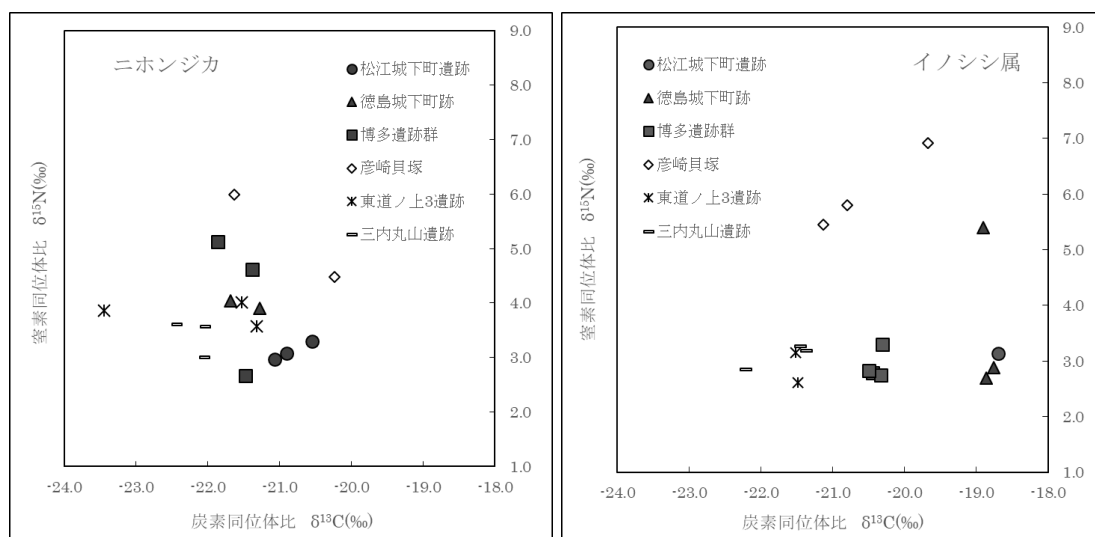 ニホンジカ
松江城下町遺跡
徳島城下町跡
博多遺跡群
彦崎貝塚
東道ノ上3遺跡
三内丸山遺跡
9.0
8.0
7.0
6.0
5.0
4.0
3.0
2.0
1.0
窒素同位体比 δ¹⁵N(‰)
-24.0 -23.0 -22.0 -21.0 -20.0 -19.0 -18.0
炭素同位体比 δ¹³C(‰)
イノシシ属
松江城下町遺跡
徳島城下町跡
博多遺跡群
彦崎貝塚
東道ノ上3遺跡
三内丸山遺跡
9.0
8.0
7.0
6.0
5.0
4.0
3.0
2.0
1.0
窒素同位体比 δ¹⁵N(‰)
-24.0 -23.0 -22.0 -21.0 -20.0 -19.0 -18.0
炭素同位体比 δ¹³C(‰)